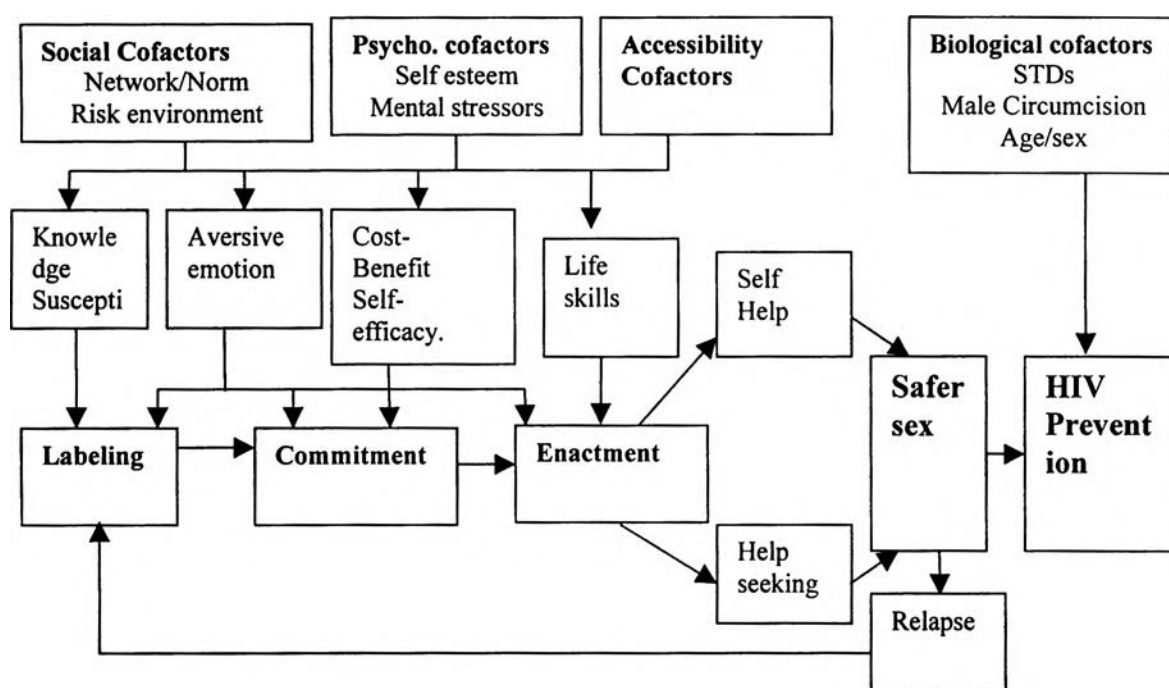 Social Cofactors
Network/Norm
Risk environment
Psycho. cofactors
Self esteem
Mental stressors
Accessibility
Cofactors
Biological cofactors
STDs
Male Circumcision
Age/sex
Knowle
dge
Suscepti
Aversive
emotion
Cost-
Benefit
Self-
efficacy.
Life
skills
Self
Help
Safer
sex
HIV
Prevent
ion
Labeling
Commitment
Enactment
Help
seeking
Relapse